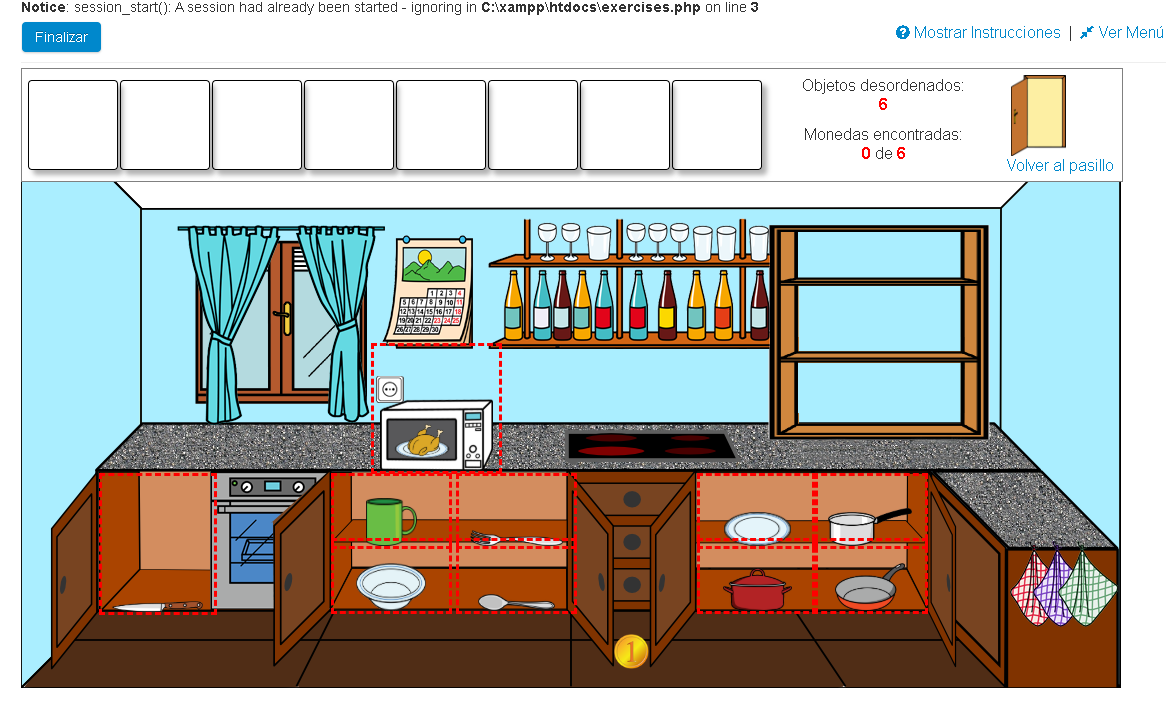 Notice: session_start(): A session had already been started - ignoring in C:\xampp\htdocs\exercises.php on line 3
Finalizar
Mostrar Instrucciones | Ver Menú
Objetos desordenados:
6
Monedas encontradas:
0 de 6
Volver al pasillo
1 2 3 4
5 6 7 8 9 10 11
12 13 14 15 16 17 18
19 20 21 22 23 24 25
26 27 28 29 30
1